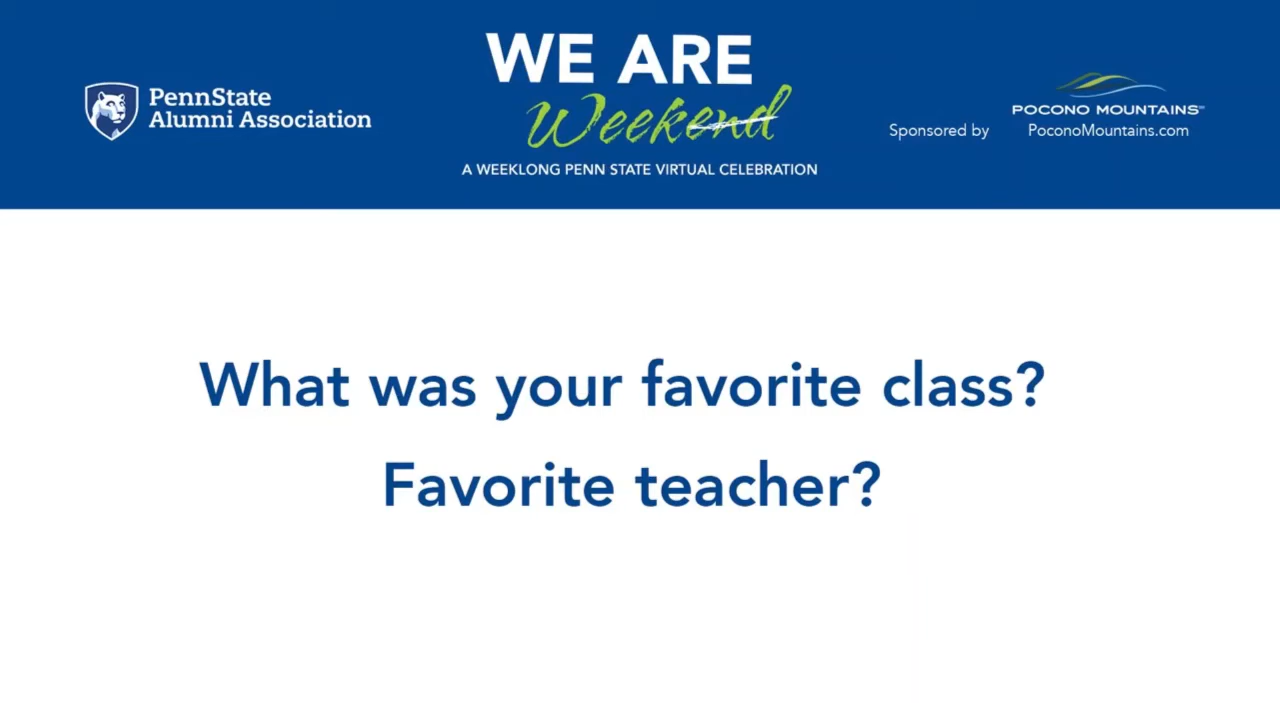 PennState
Alumni Association
WE ARE
Weekend
A WEEKLONG PENN STATE VIRTUAL CELEBRATION
Sponsored by
POCONO MOUNTAINS
PoconoMountains.com
What was your favorite class?
Favorite teacher?